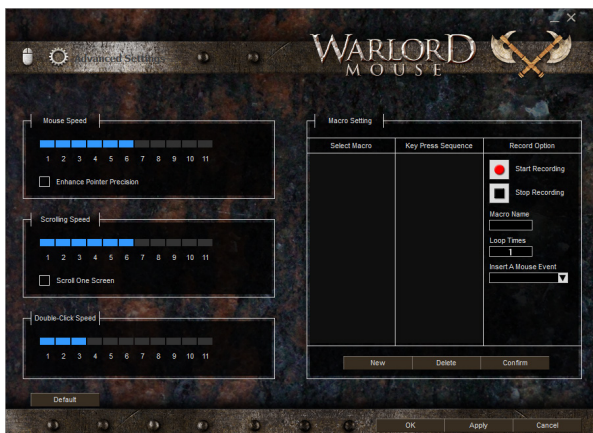 WARLORD
MOUSE
Advanced Settings
Mouse Speed
1 2 3 4 5 6 7 8 9 10 11
Enhance Pointer Precision
Scrolling Speed
1 2 3 4 5 6 7 8 9 10 11
Scroll One Screen
Double-Click Speed
1 2 3 4 5 6 7 8 9 10 11
Default
Macro Setting
Select Macro Key Press Sequence Record Option
Start Recording
Stop Recording
Macro Name
Loop Times
1
Insert A Mouse Event
New Delete Confirm
OK Apply Cancel